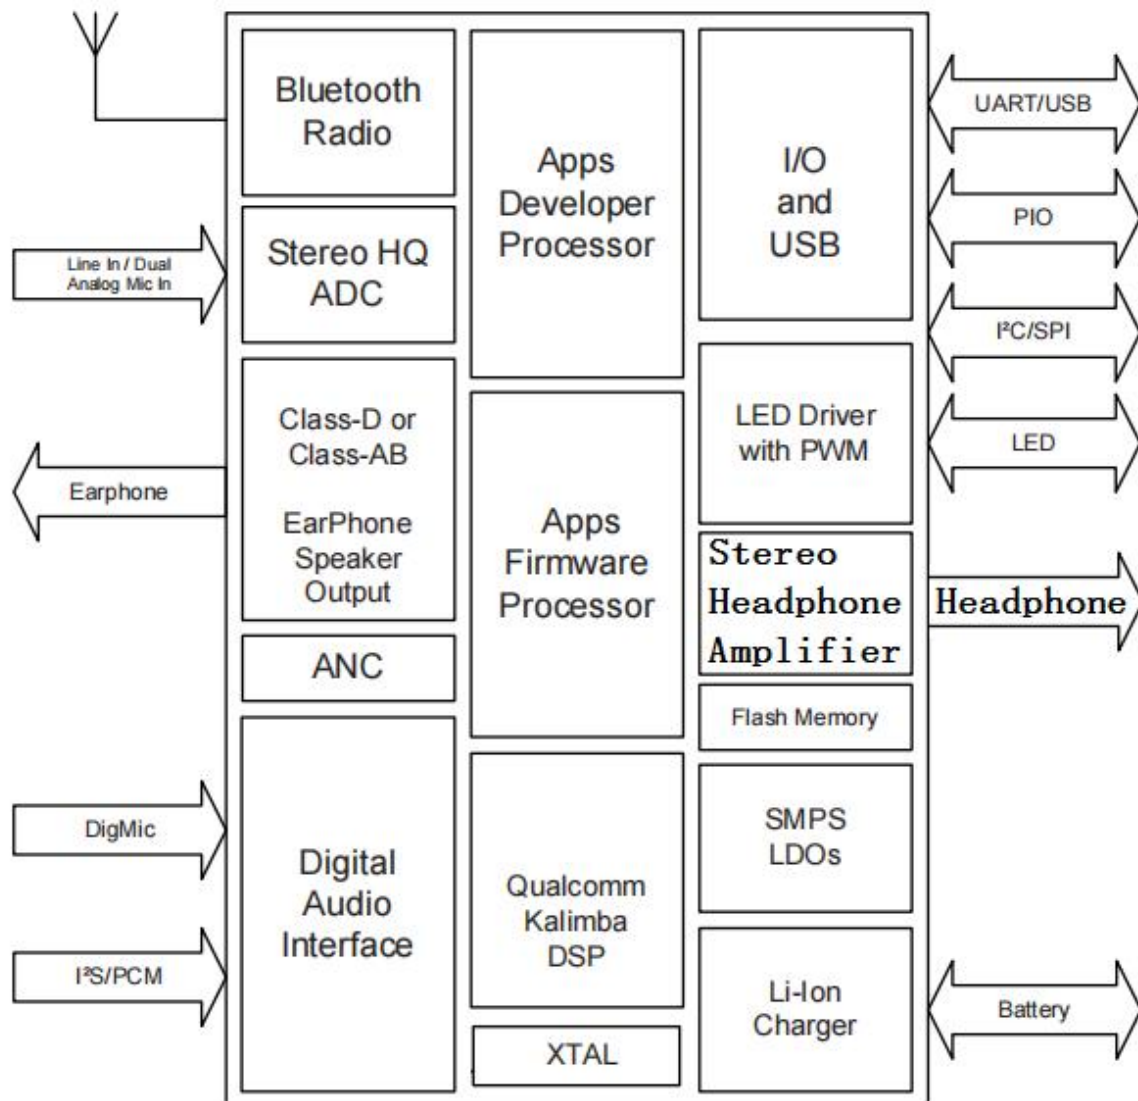 Bluetooth
Radio
Line In / Dual
Analog Mic In
Stereo HQ
ADC
Class-D or
Class-AB
EarPhone
Speaker
Output
Earphone
ANC
DigMic
Digital
Audio
Interface
I²S/PCM
Apps
Developer
Processor
Apps
Firmware
Processor
Qualcomm
Kalimba
DSP
XTAL
I/O
and
USB
LED Driver
with PWM
Stereo
Headphone
Amplifier
Flash Memory
SMPS
LDOs
Li-Ion
Charger
UART/USB
PIO
I²C/SPI
LED
Headphone
Battery